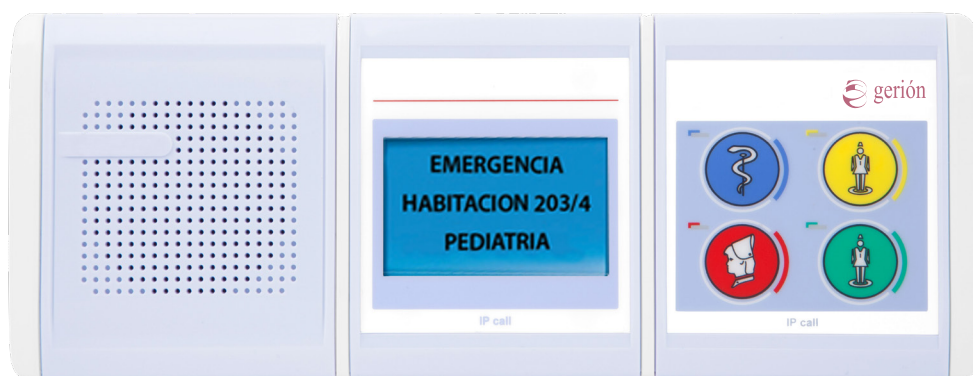 gerión
EMERGENCIA
HABITACION 203/4
PEDIATRIA
IP call
IP call